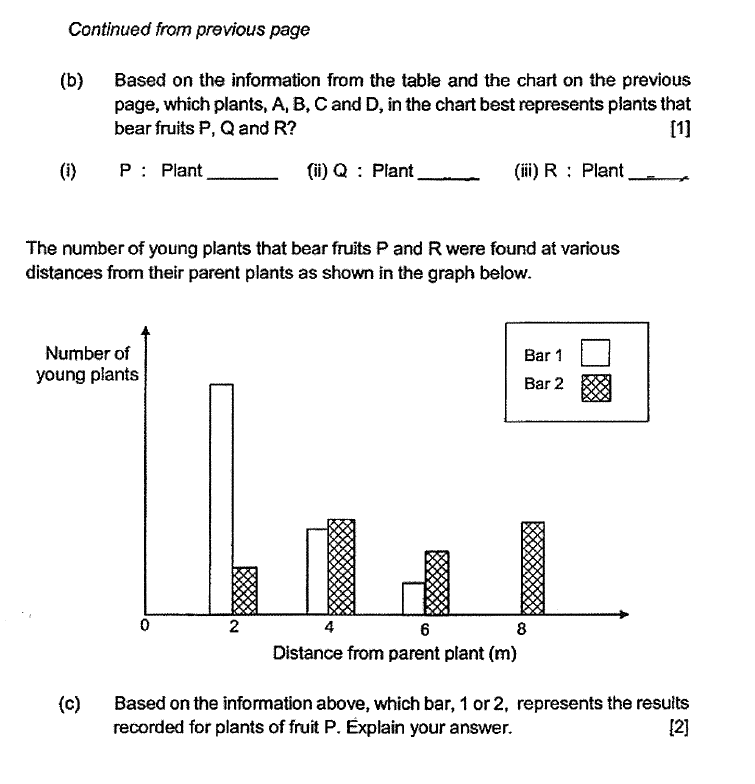 Continued from previous page
(b) Based on the information from the table and the chart on the previous
page, which plants, A, B, C and D, in the chart best represents plants that
bear fruits P, Q and R? [1]
(i) P : Plant (ii) Q : Plant (iii) R : Plant
The number of young plants that bear fruits P and R were found at various
distances from their parent plants as shown in the graph below.
Number of
young plants
Bar 1
Bar 2
0 2 4 6 8
Distance from parent plant (m)
(c) Based on the information above, which bar, 1 or 2, represents the results
recorded for plants of fruit P. Explain your answer. [2]